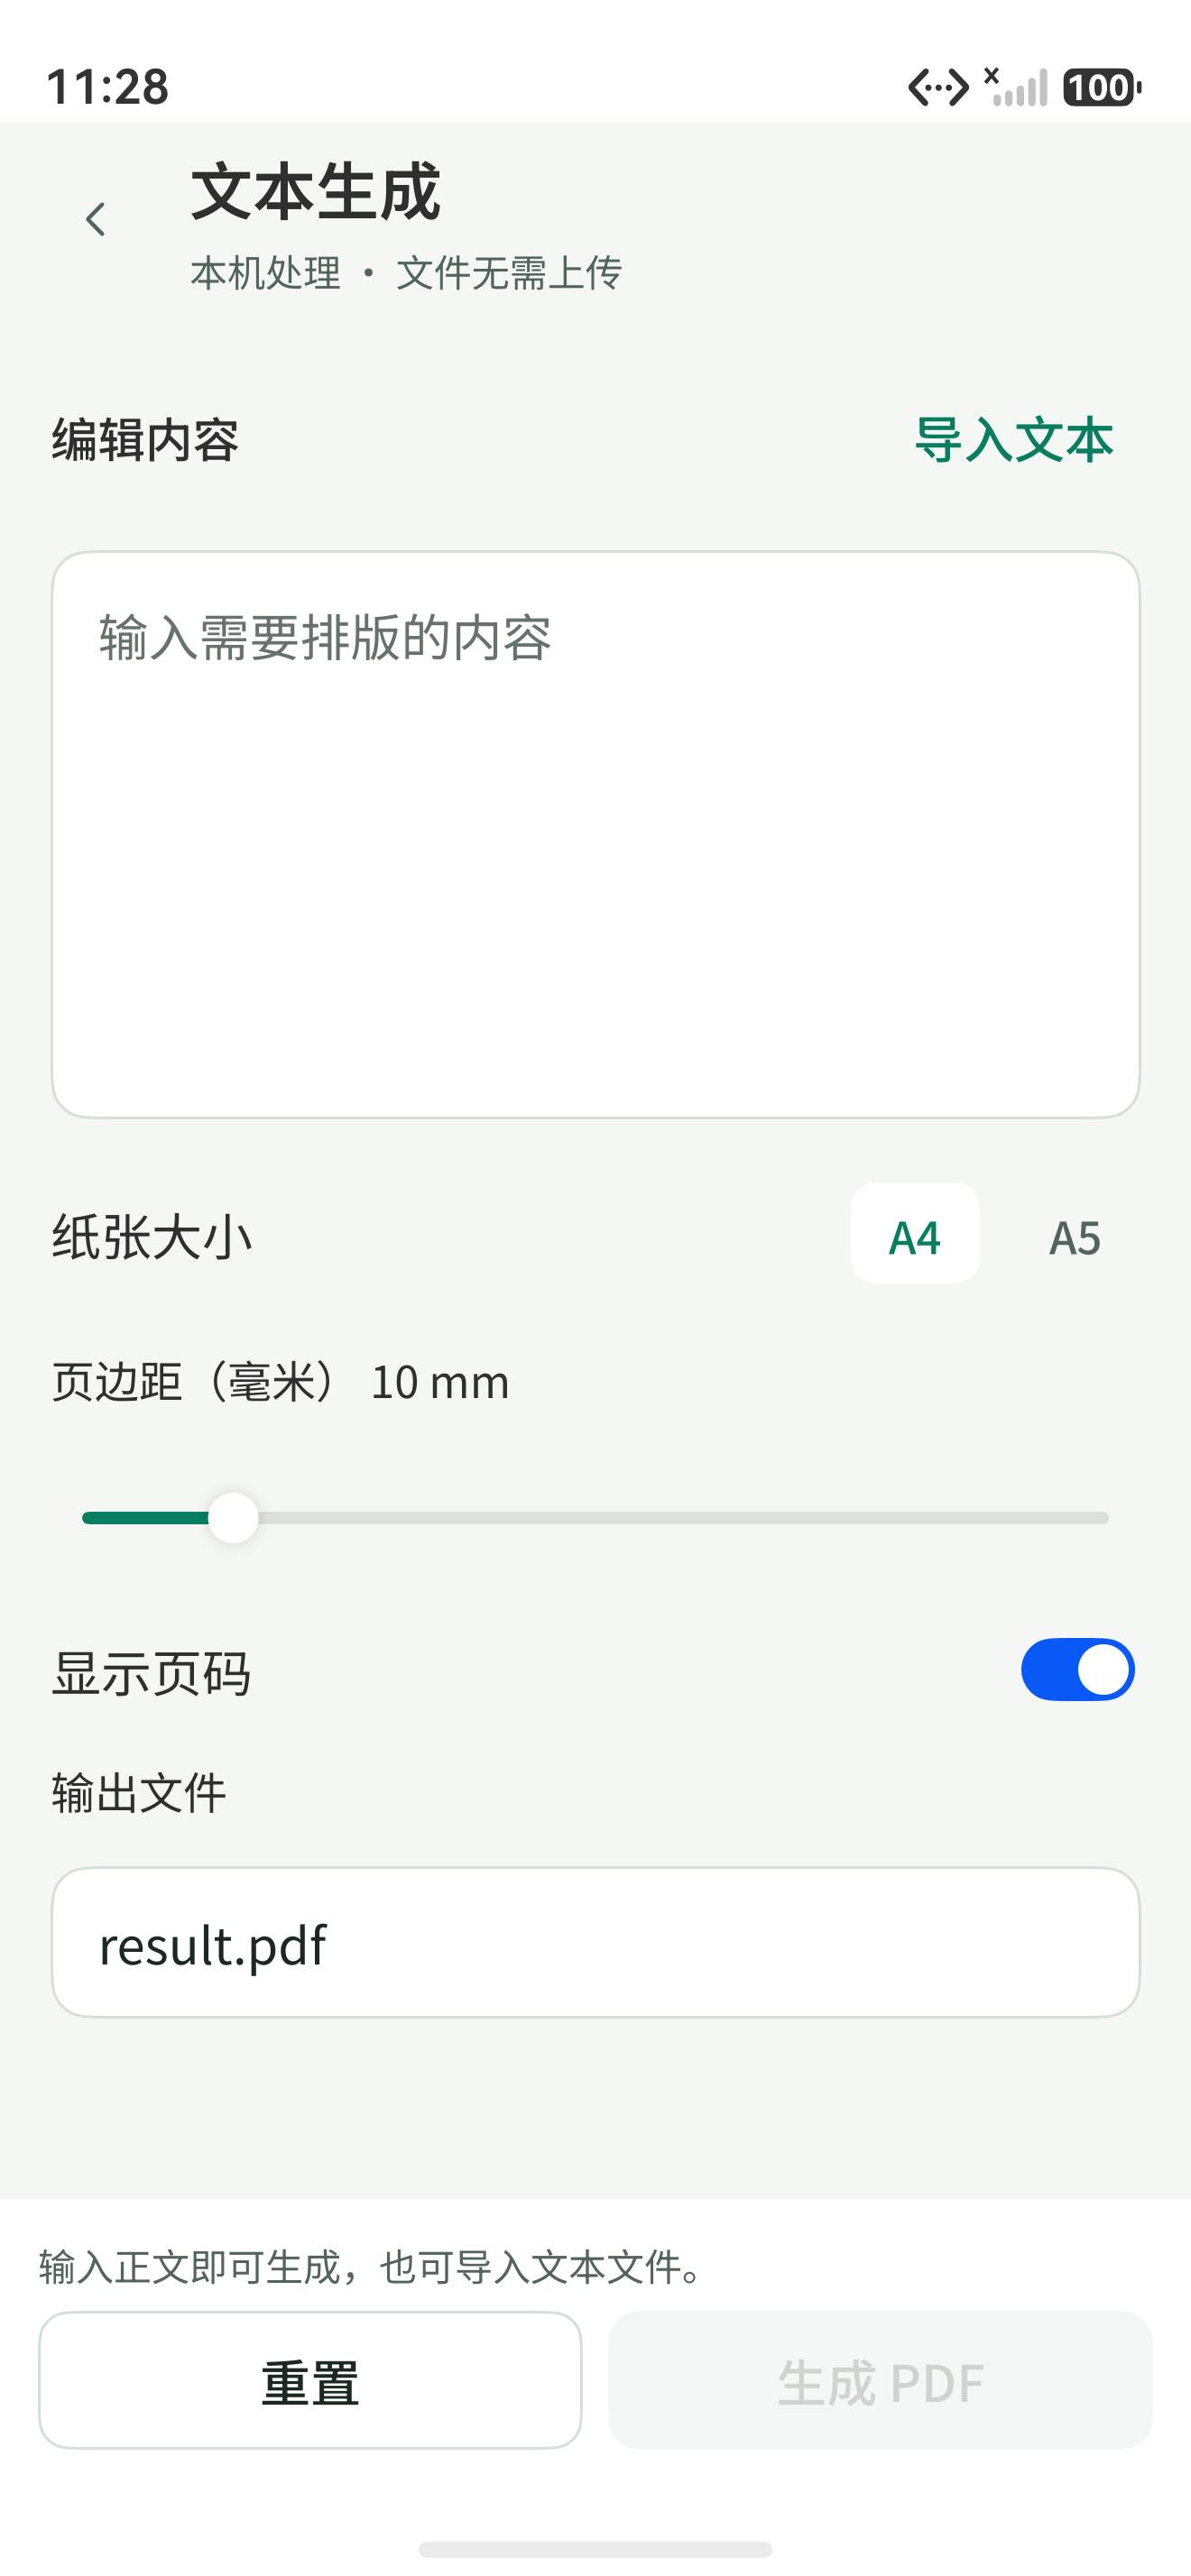 11:28
100
文本生成
本机处理 · 文件无需上传
编辑内容
导入文本
输入需要排版的内容
纸张大小
A4
A5
页边距（毫米） 10 mm
显示页码
输出文件
result.pdf
输入正文即可生成，也可导入文本文件。
重置
生成 PDF